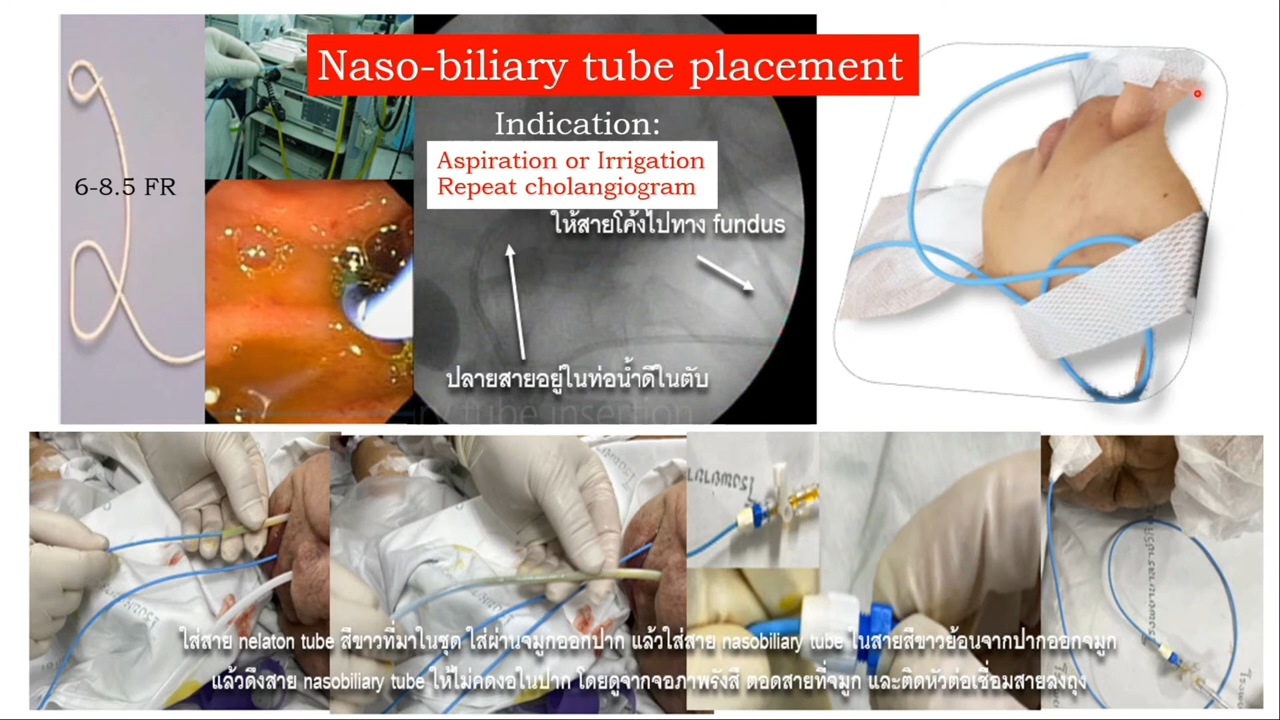 Naso-biliary tube placement
Indication:
Aspiration or Irrigation
Repeat cholangiogram
6-8.5 FR
ให้สายโค้งไปทาง fundus
ปลายสายอยู่ในท่อน้ำดีในตับ
tube insertion
ใส่สาย nelaton tube สีขาวที่มาในชุด ใส่ผ่านจมูกออกปาก แล้วใส่สาย nasobiliary tube ในสายสีขาวย้อนจากปากออกจมูก
แล้วดึงสาย nasobiliary tube ให้ไม่คดงอในปาก โดยดูจากจอภาพรังสี ตอดสายที่จมูก และติดหัวต่อเชื่อมสายลงถุง